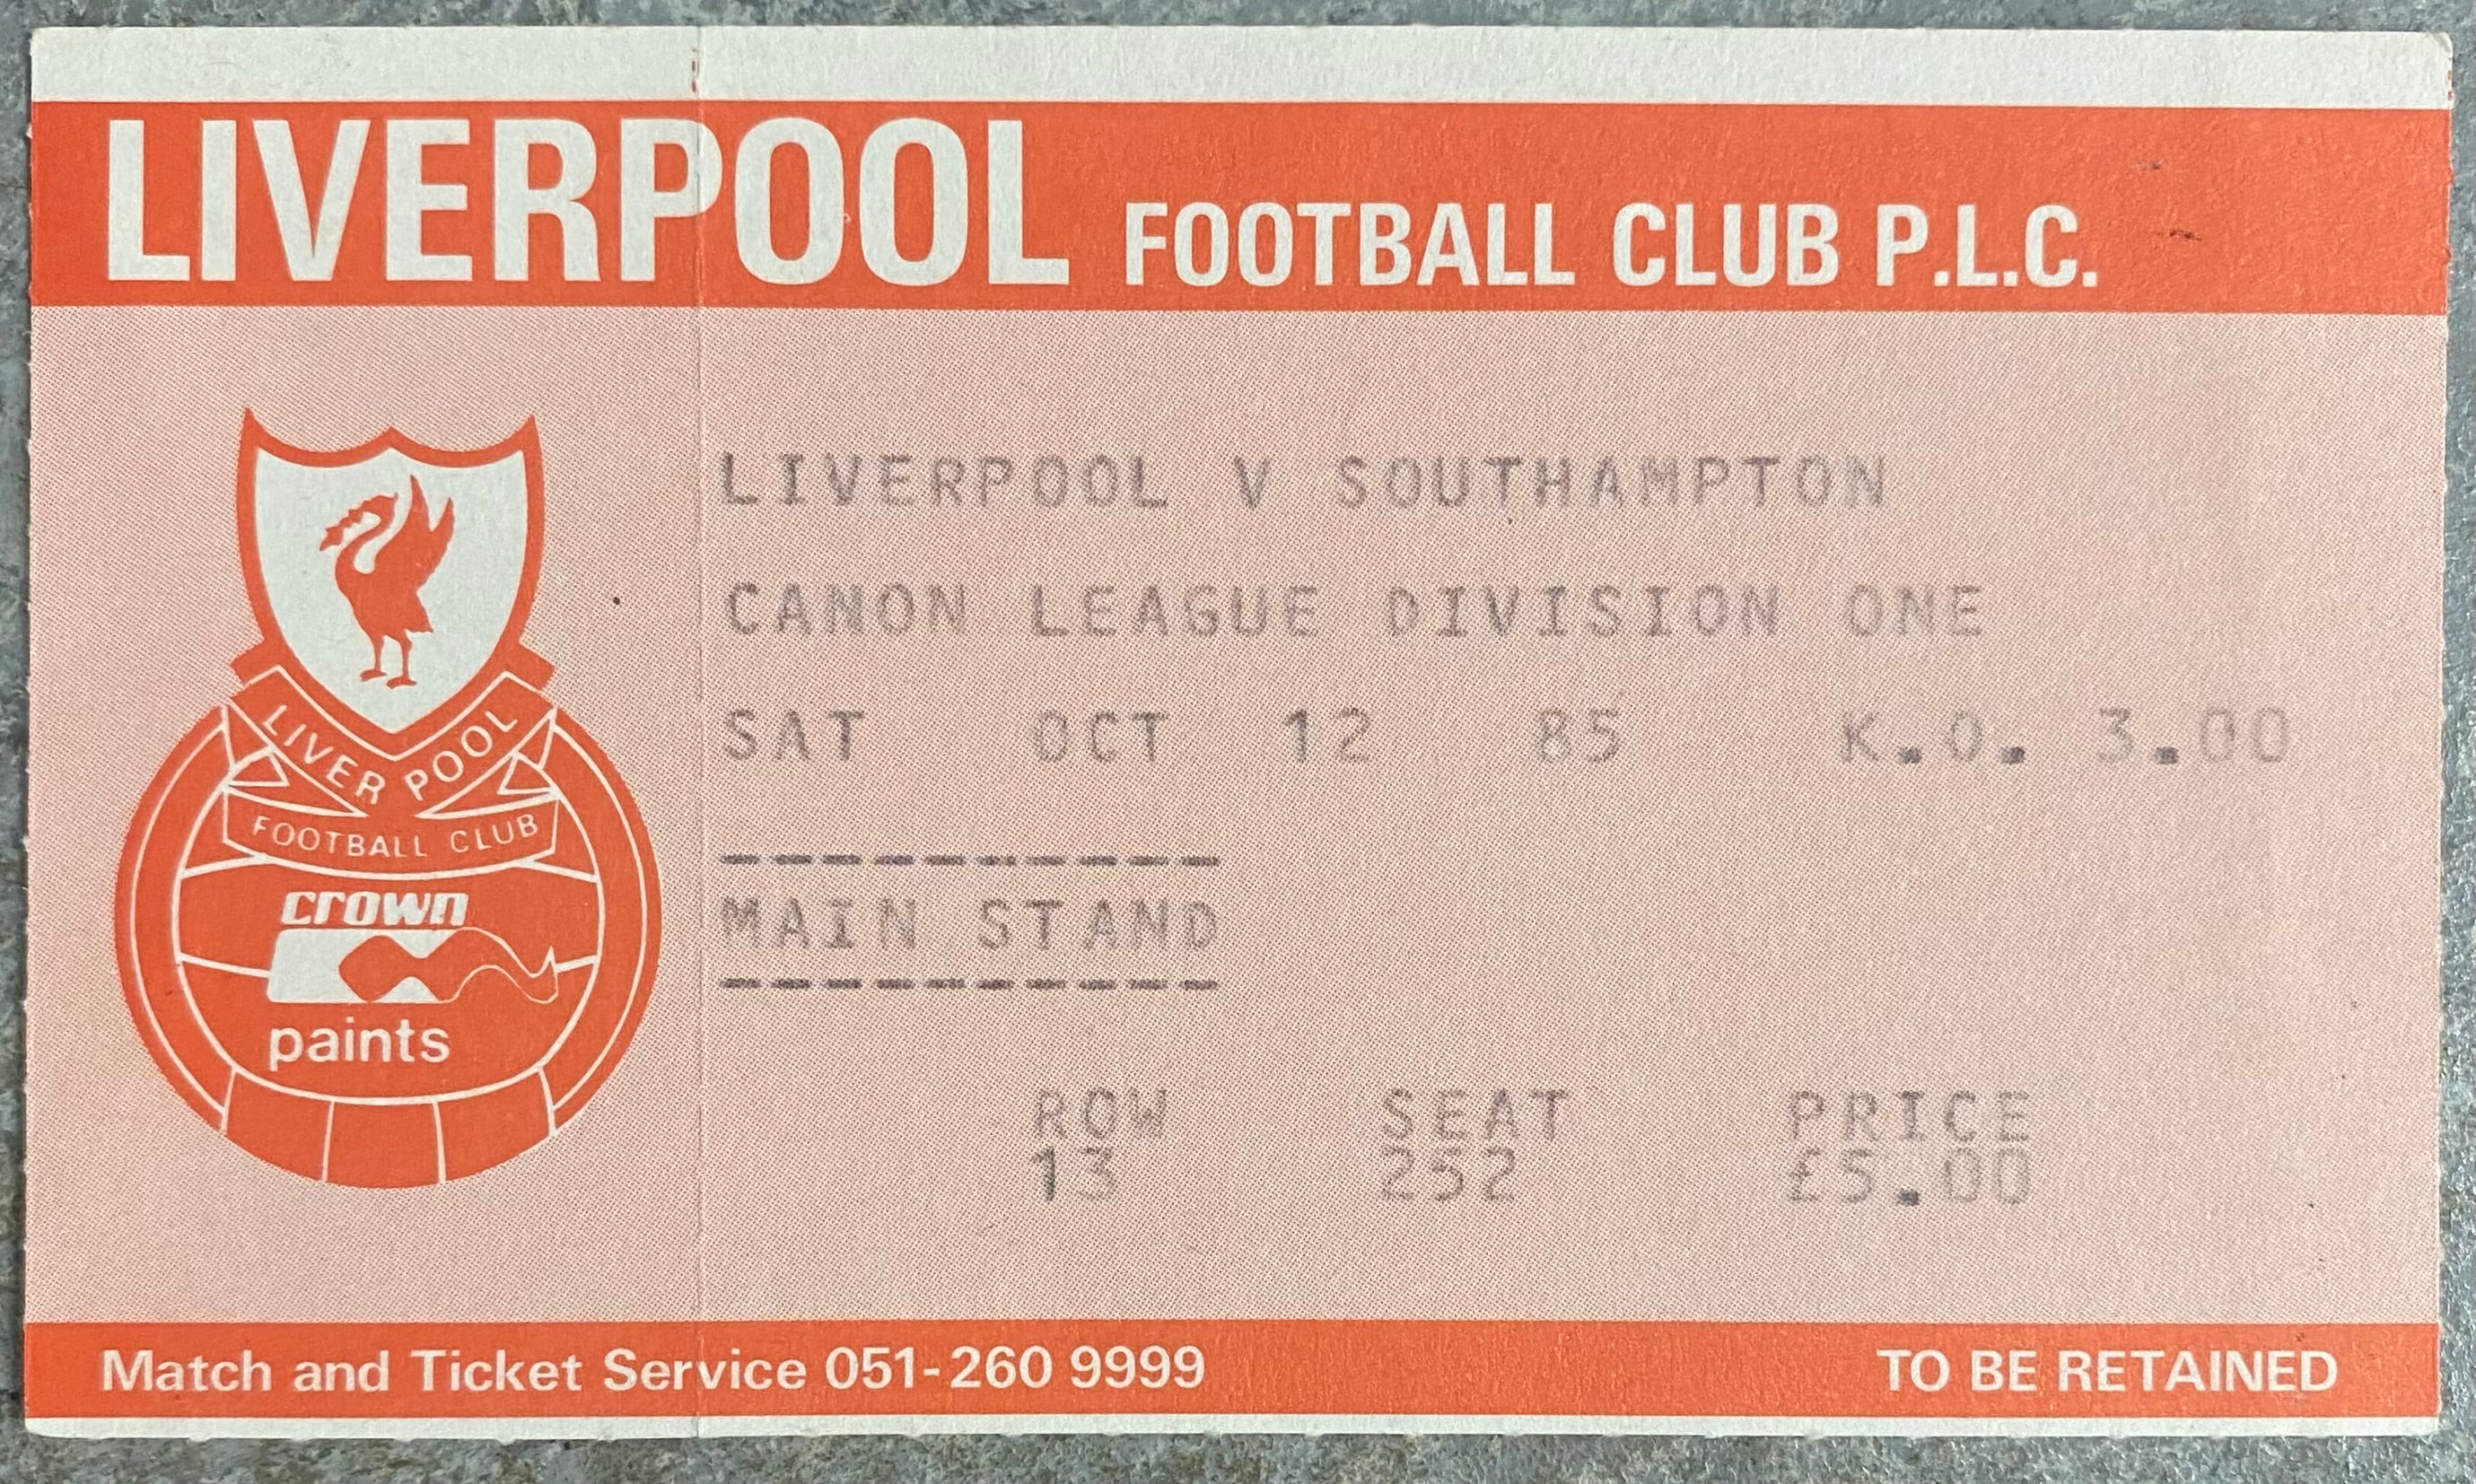 LIVERPOOL FOOTBALL CLUB P.L.C.
LIVERPOOL V SOUTHAMPTON
CANON LEAGUE DIVISION ONE
SAT OCT 12 85 K.O. 3.00
LIVER POOL
FOOTBALL CLUB
crown
paints
----------
MAIN STAND
----------
ROW SEAT PRICE
13 252 £5.00
Match and Ticket Service 051-260 9999 TO BE RETAINED